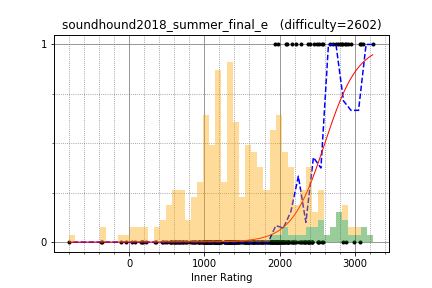 soundhound2018_summer_final_e (difficulty=2602)
1
0
0 1000 2000 3000
Inner Rating